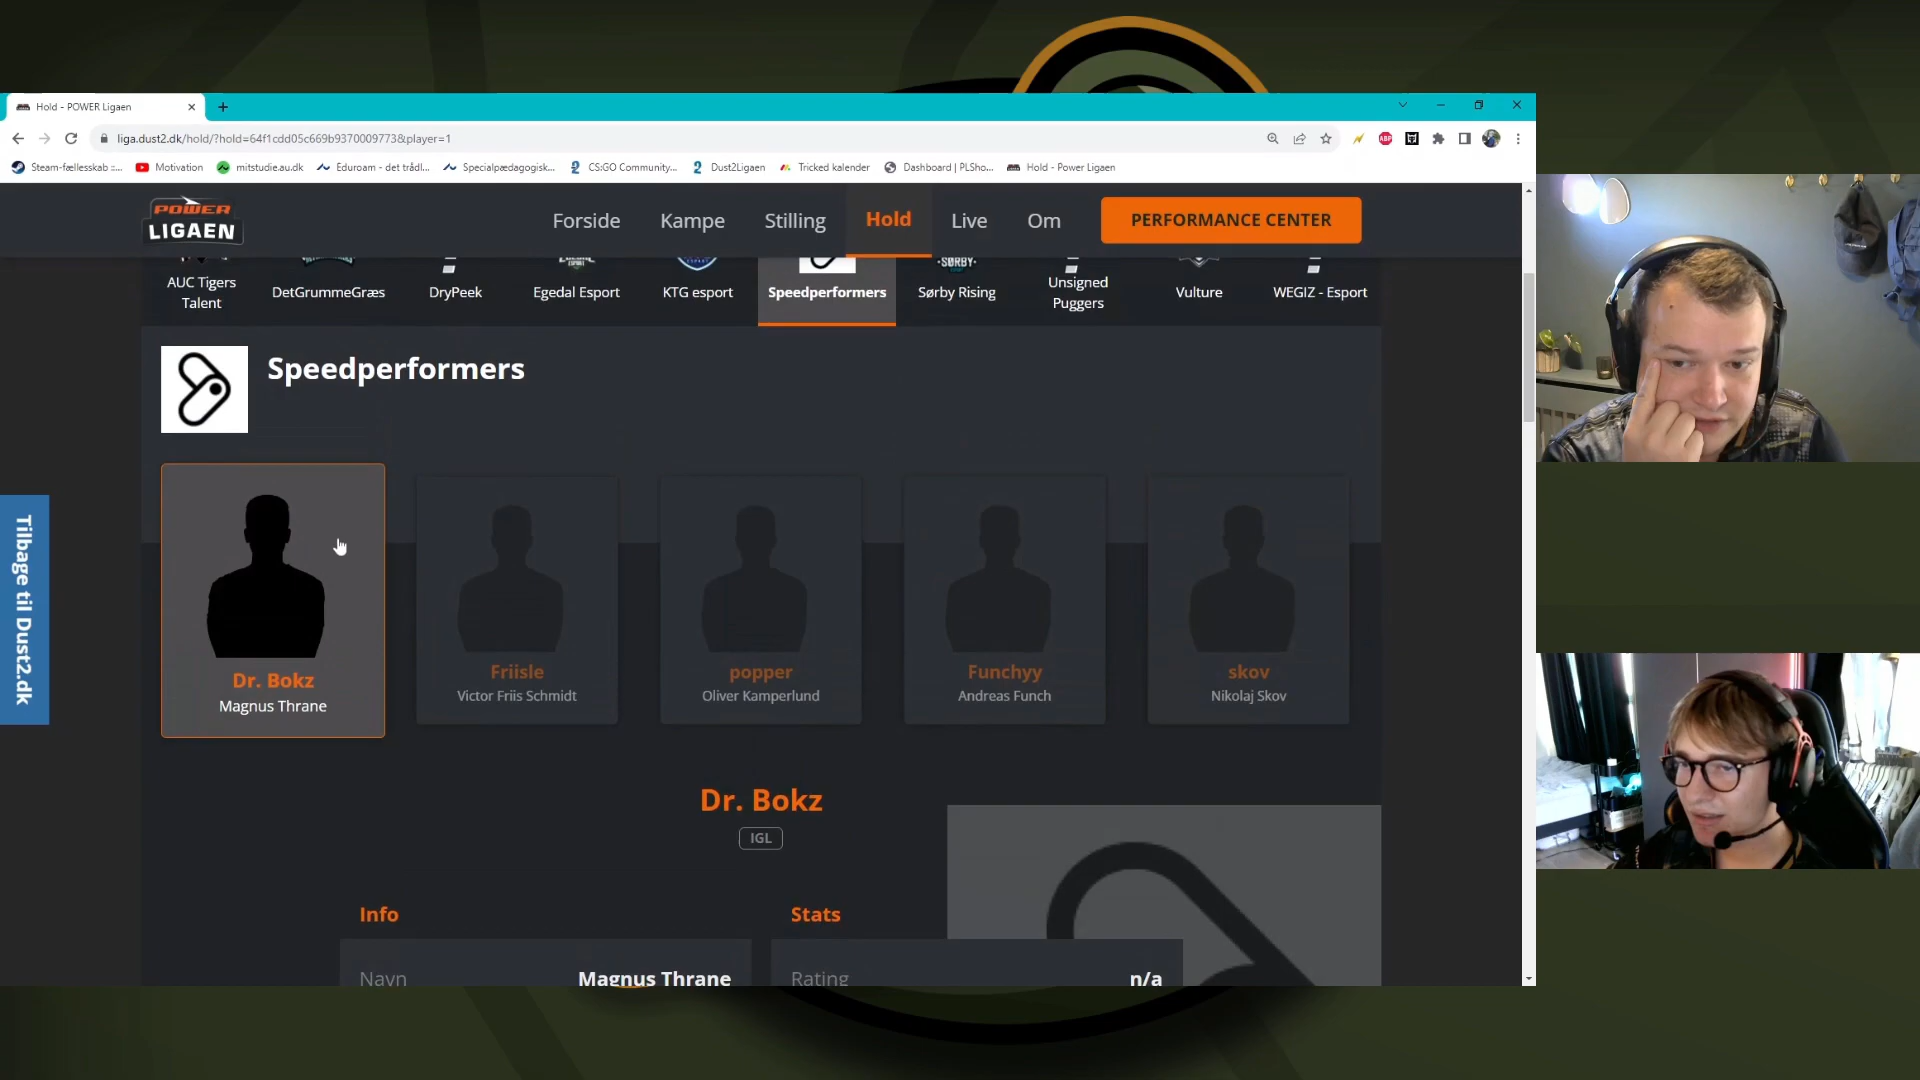 Hold - POWER Ligaen
liga.dust2.dk/hold/?hold=64f1cdd05c669b9370009773&player=1
ABP
Steam-fællesskab ::...
Motivation
mitstudie.au.dk
Eduroam - det trådl...
Specialpædagogisk...
CS:GO Community...
Dust2Ligaen
Tricked kalender
Dashboard | PLSho...
Hold - Power Ligaen
POWER
LIGAEN
Forside
Kampe
Stilling
Hold
Live
Om
PERFORMANCE CENTER
AUC Tigers
Talent
DetGrummeGræs
DryPeek
Egedal Esport
KTG esport
Speedperformers
SØRBY
Sørby Rising
Unsigned
Puggers
Vulture
WEGIZ - Esport
Speedperformers
Tilbage til Dust2.dk
Dr. Bokz
Magnus Thrane
Friisle
Victor Friis Schmidt
popper
Oliver Kamperlund
Funchyy
Andreas Funch
skov
Nikolaj Skov
Dr. Bokz
IGL
Info
Stats
Navn
Magnus Thrane
Rating
n/a